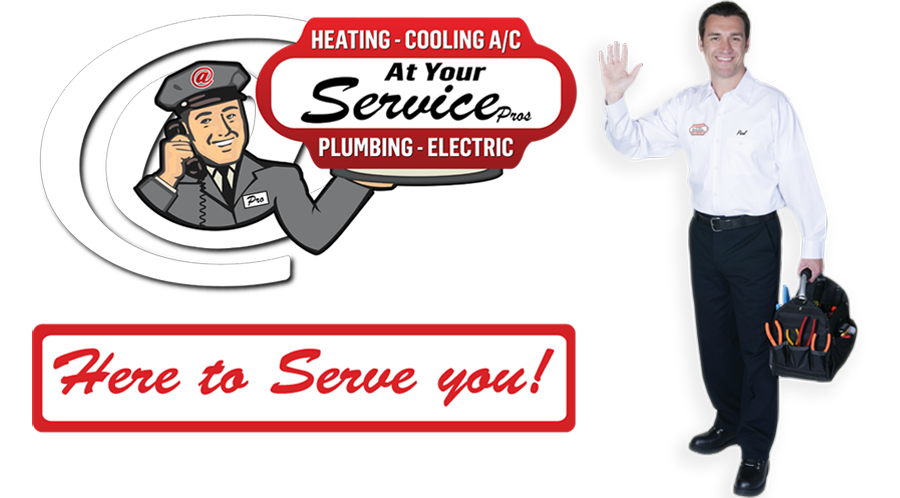 HEATING - COOLING A/C
At Your
Service Pros
PLUMBING - ELECTRIC
@
Pro
Here to Serve you!
Paul